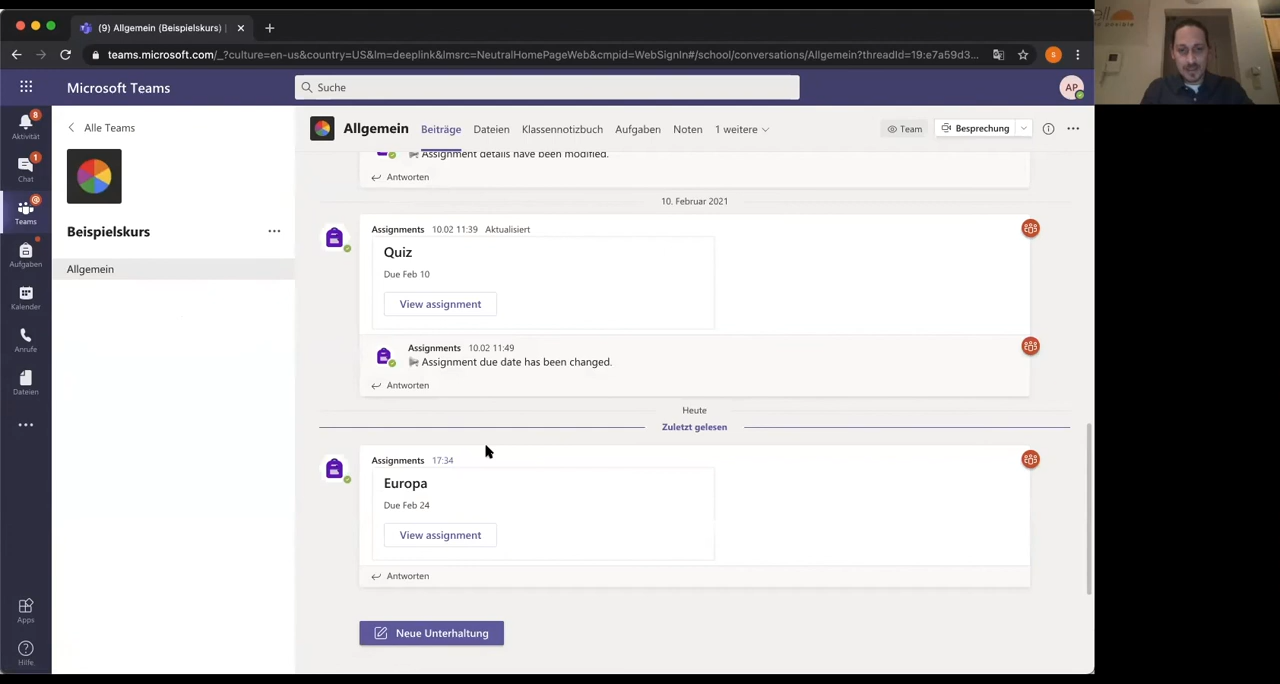 (9) Allgemein (Beispielskurs) |
teams.microsoft.com/_?culture=en-us&country=US&lm=deeplink&lmsrc=NeutralHomePageWeb&cmpid=WebSignIn#/school/conversations/Allgemein?threadId=19:e7a59d3...
S
Microsoft Teams
Suche
AP
8
Aktivität
1
Chat
Teams
Aufgaben
Kalender
Anrufe
Dateien
Apps
Hilfe
Alle Teams
Beispielskurs
Allgemein
Allgemein Beiträge Dateien Klassennotizbuch Aufgaben Noten 1 weitere
Team Besprechung
Assignment details have been modified.
Antworten
10. Februar 2021
Assignments 10.02 11:39 Aktualisiert
Quiz
Due Feb 10
View assignment
Assignments 10.02 11:49
Assignment due date has been changed.
Antworten
Heute
Zuletzt gelesen
Assignments 17:34
Europa
Due Feb 24
View assignment
Antworten
Neue Unterhaltung